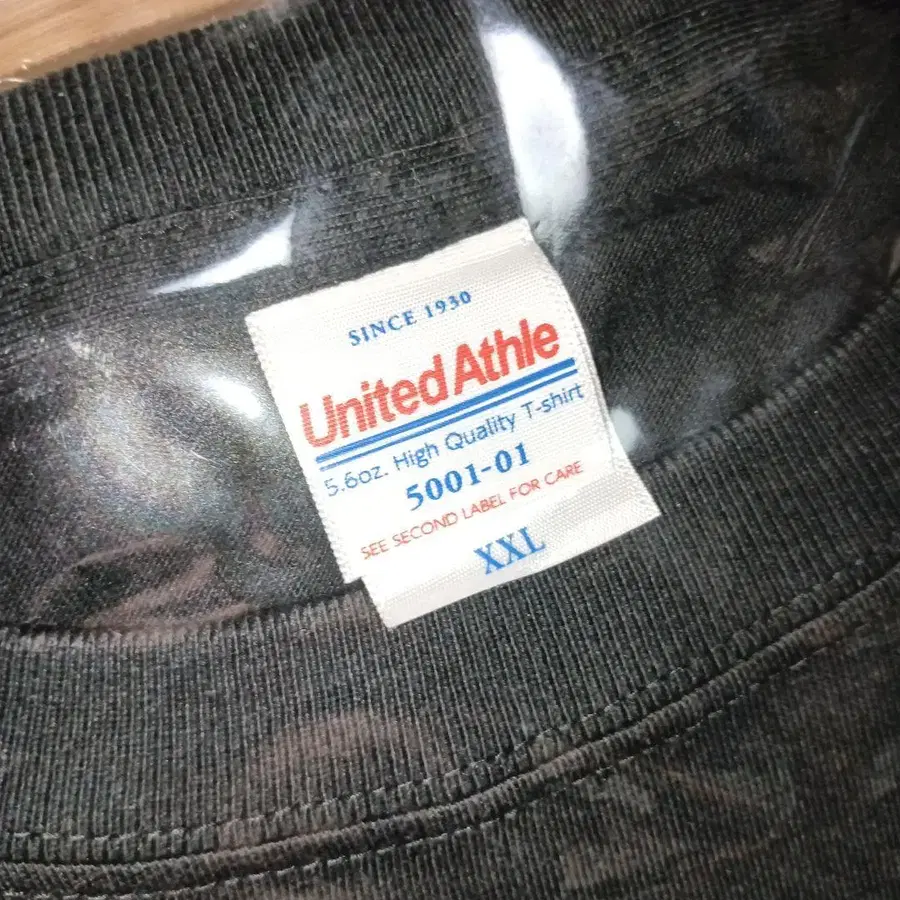 SINCE 1930
United Athle
5.6oz. High Quality T-shirt
5001-01
SEE SECOND LABEL FOR CARE
XXL